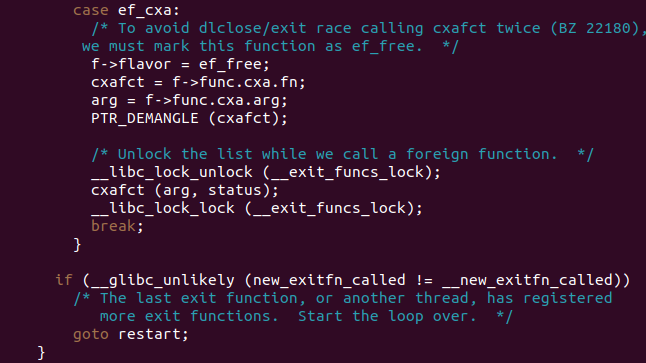 case ef_cxa:
/* To avoid dlclose/exit race calling cxafct twice (BZ 22180),
we must mark this function as ef_free.  */
f->flavor = ef_free;
cxafct = f->func.cxa.fn;
arg = f->func.cxa.arg;
PTR_DEMANGLE (cxafct);
/* Unlock the list while we call a foreign function.  */
__libc_lock_unlock (__exit_funcs_lock);
cxafct (arg, status);
__libc_lock_lock (__exit_funcs_lock);
break;
}
if (__glibc_unlikely (new_exitfn_called != __new_exitfn_called))
/* The last exit function, or another thread, has registered
more exit functions.  Start the loop over.  */
goto restart;
}